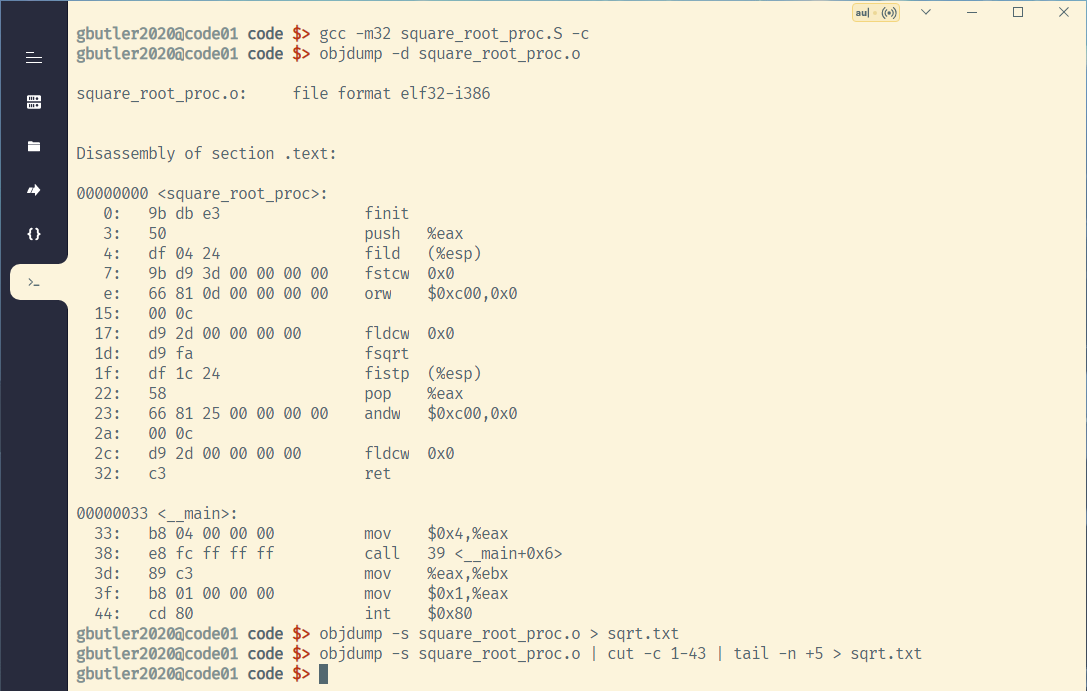 au|
gbutler2020@code01 code $> gcc -m32 square_root_proc.S -c
gbutler2020@code01 code $> objdump -d square_root_proc.o
square_root_proc.o:     file format elf32-i386
Disassembly of section .text:
00000000 <square_root_proc>:
   0:   9b db e3                finit
   3:   50                      push   %eax
   4:   df 04 24                fild   (%esp)
   7:   9b d9 3d 00 00 00 00    fstcw  0x0
   e:   66 81 0d 00 00 00 00    orw    $0xc00,0x0
  15:   00 0c
  17:   d9 2d 00 00 00 00       fldcw  0x0
  1d:   d9 fa                   fsqrt
  1f:   df 1c 24                fistp  (%esp)
  22:   58                      pop    %eax
  23:   66 81 25 00 00 00 00    andw   $0xc00,0x0
  2a:   00 0c
  2c:   d9 2d 00 00 00 00       fldcw  0x0
  32:   c3                      ret
00000033 <__main>:
  33:   b8 04 00 00 00          mov    $0x4,%eax
  38:   e8 fc ff ff ff          call   39 <__main+0x6>
  3d:   89 c3                   mov    %eax,%ebx
  3f:   b8 01 00 00 00          mov    $0x1,%eax
  44:   cd 80                   int    $0x80
gbutler2020@code01 code $> objdump -s square_root_proc.o > sqrt.txt
gbutler2020@code01 code $> objdump -s square_root_proc.o | cut -c 1-43 | tail -n +5 > sqrt.txt
gbutler2020@code01 code $>